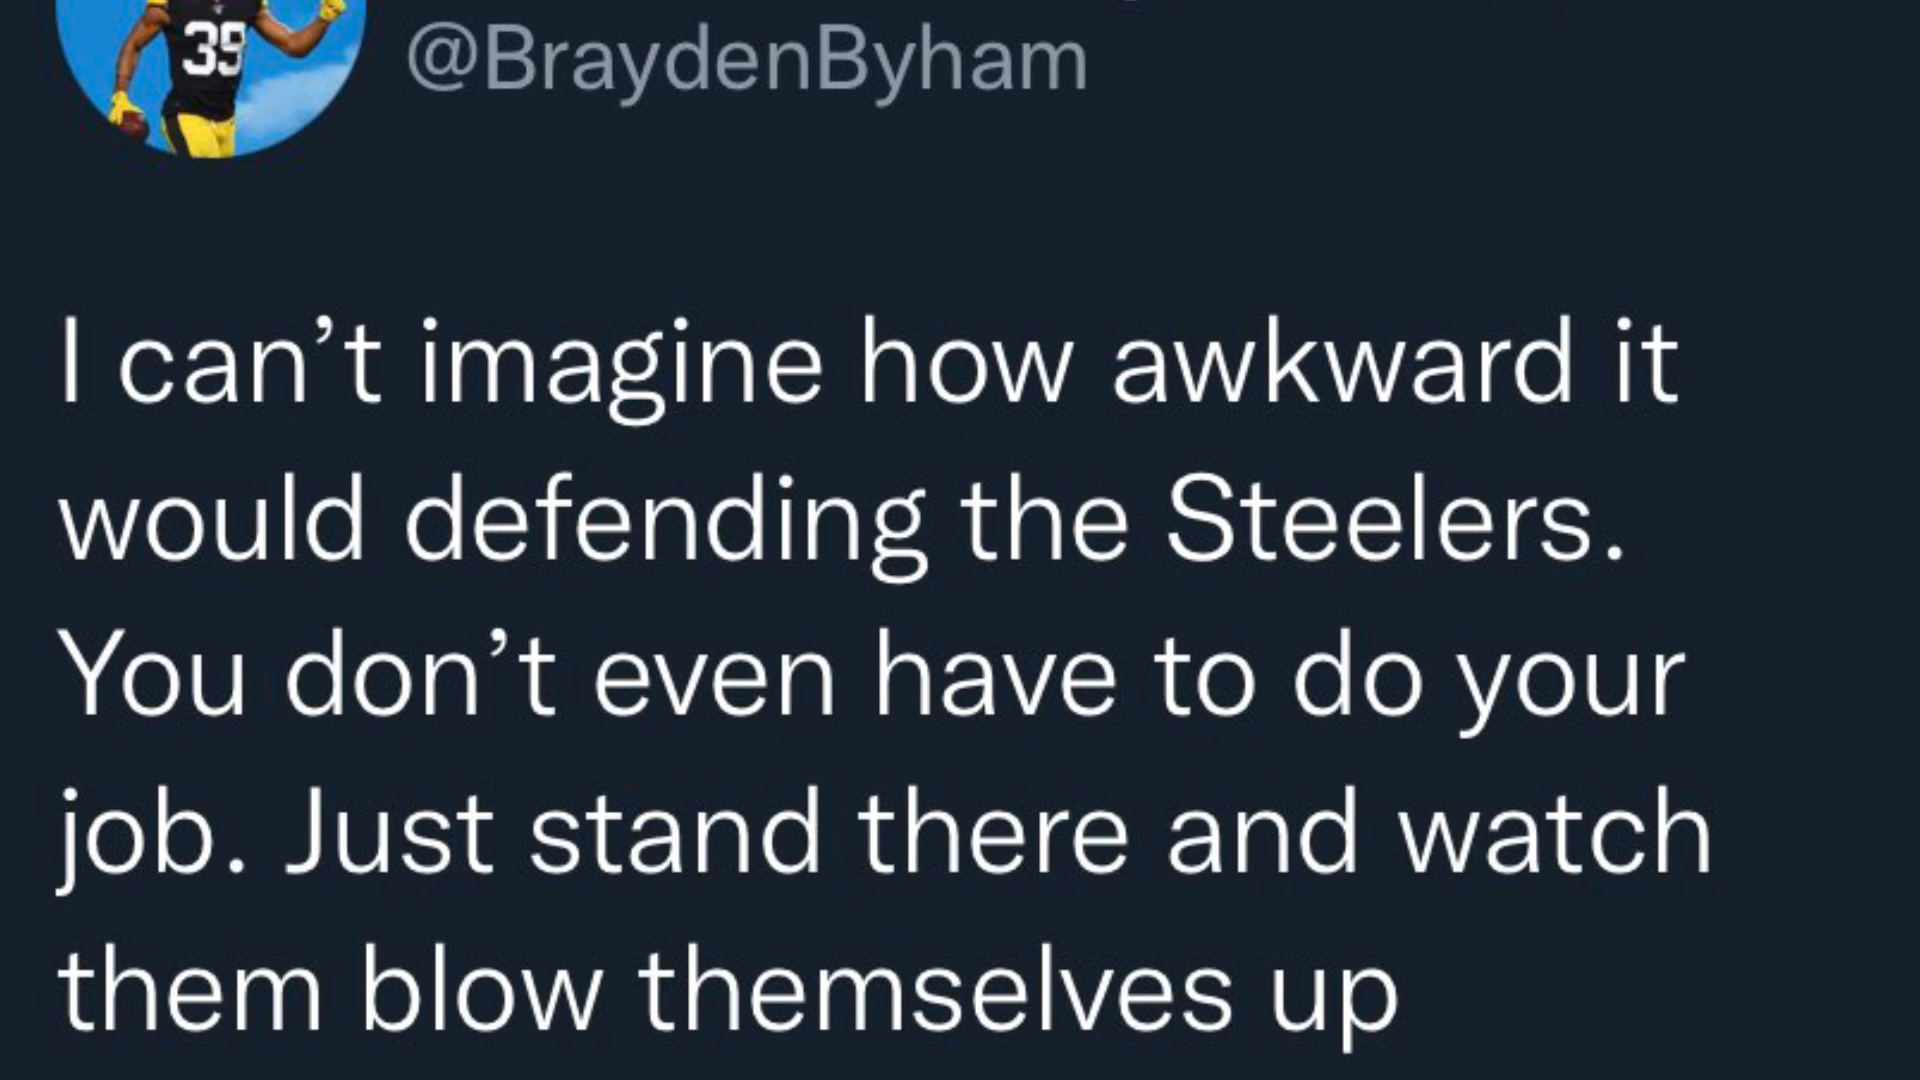 39
@BraydenByham
I can’t imagine how awkward it
would defending the Steelers.
You don’t even have to do your
job. Just stand there and watch
them blow themselves up